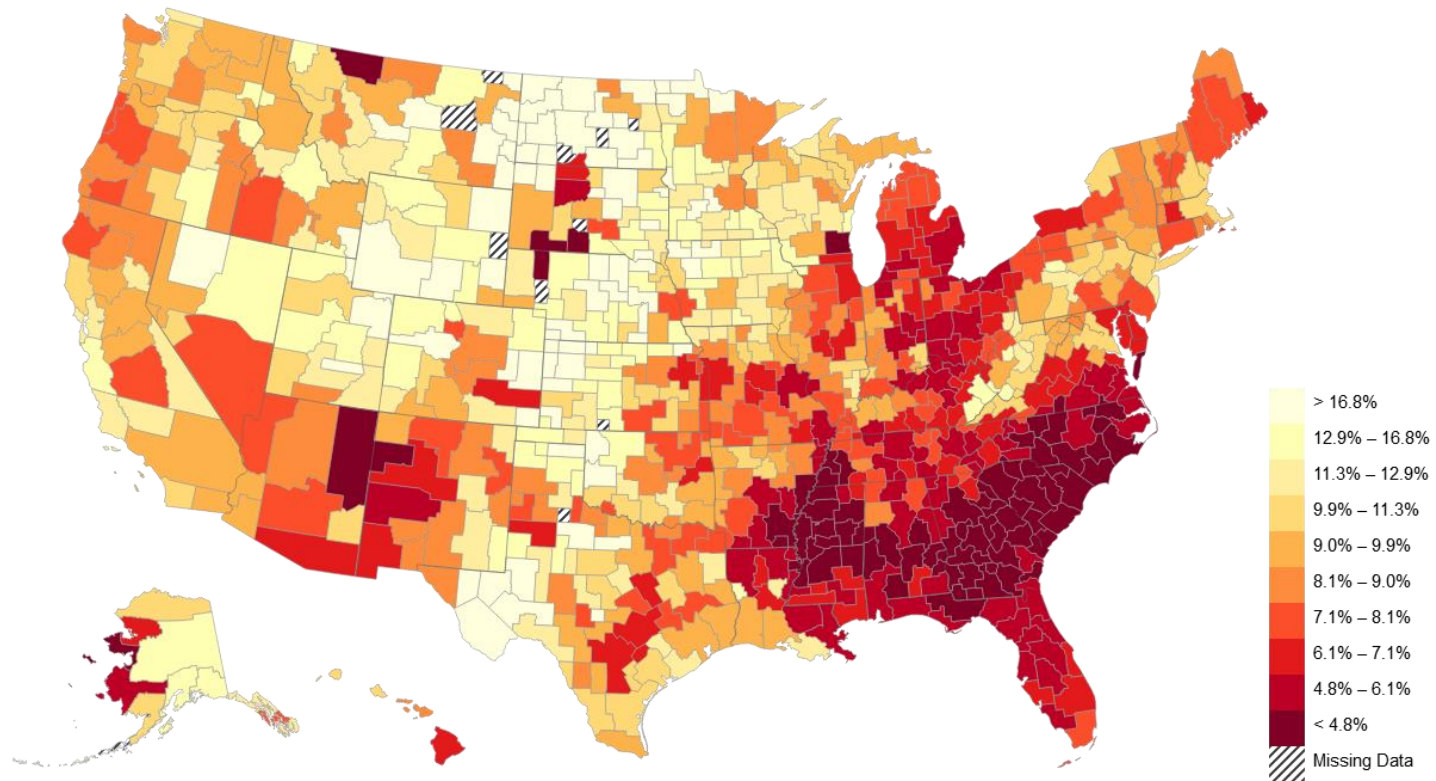 > 16.8%
12.9% – 16.8%
11.3% – 12.9%
9.9% – 11.3%
9.0% – 9.9%
8.1% – 9.0%
7.1% – 8.1%
6.1% – 7.1%
4.8% – 6.1%
< 4.8%
Missing Data